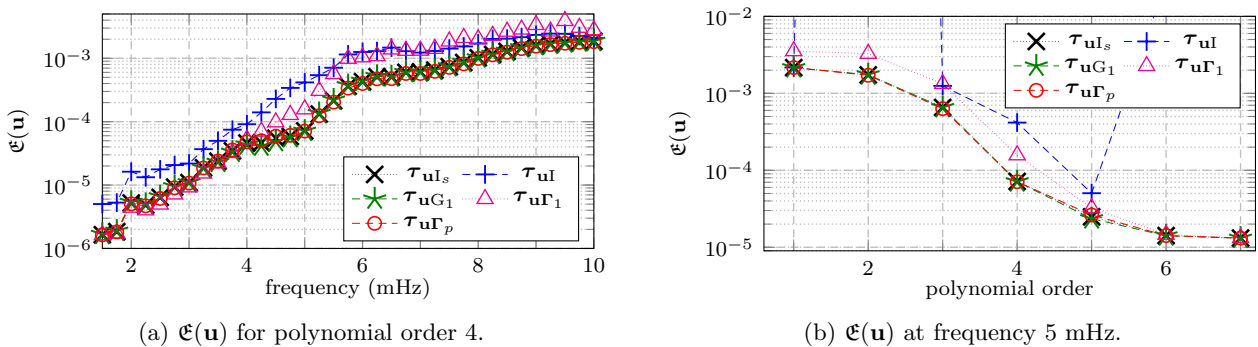 10⁻³
10⁻⁴
10⁻⁵
10⁻⁶
𝕰(u)
2 4 6 8 10
frequency (mHz)
τ_{uI_s} τ_{uI}
τ_{uG_1} τ_{uΓ_1}
τ_{uΓ_p}
(a) 𝕰(u) for polynomial order 4.
10⁻²
10⁻³
10⁻⁴
10⁻⁵
𝕰(u)
2 4 6
polynomial order
τ_{uI_s} τ_{uI}
τ_{uG_1} τ_{uΓ_1}
τ_{uΓ_p}
(b) 𝕰(u) at frequency 5 mHz.